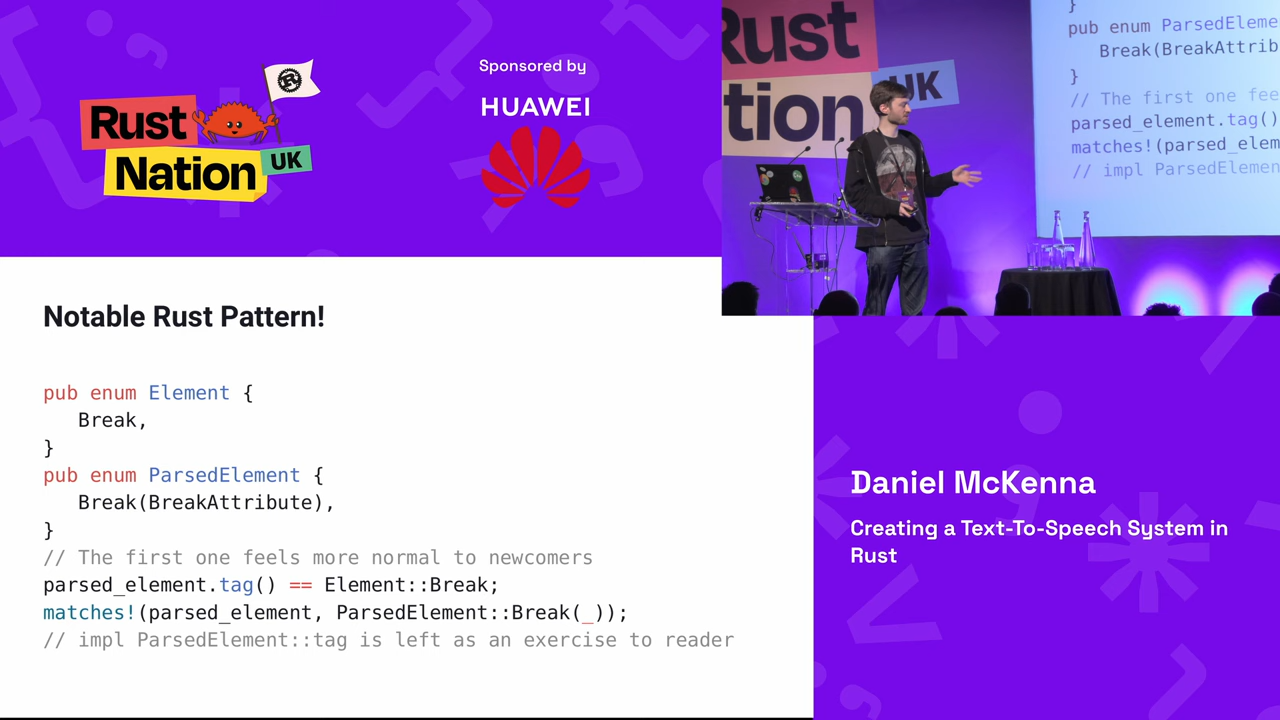 Rust
Nation
UK
Sponsored by
HUAWEI
Rust
tion
UK
}
pub enum ParsedEleme
Break(BreakAttrib
}
// The first one fee
parsed_element.tag()
matches!(parsed_elem
// impl ParsedElemen
Notable Rust Pattern!
pub enum Element {
Break,
}
pub enum ParsedElement {
Break(BreakAttribute),
}
// The first one feels more normal to newcomers
parsed_element.tag() == Element::Break;
matches!(parsed_element, ParsedElement::Break(_));
// impl ParsedElement::tag is left as an exercise to reader
Daniel McKenna
Creating a Text-To-Speech System in
Rust